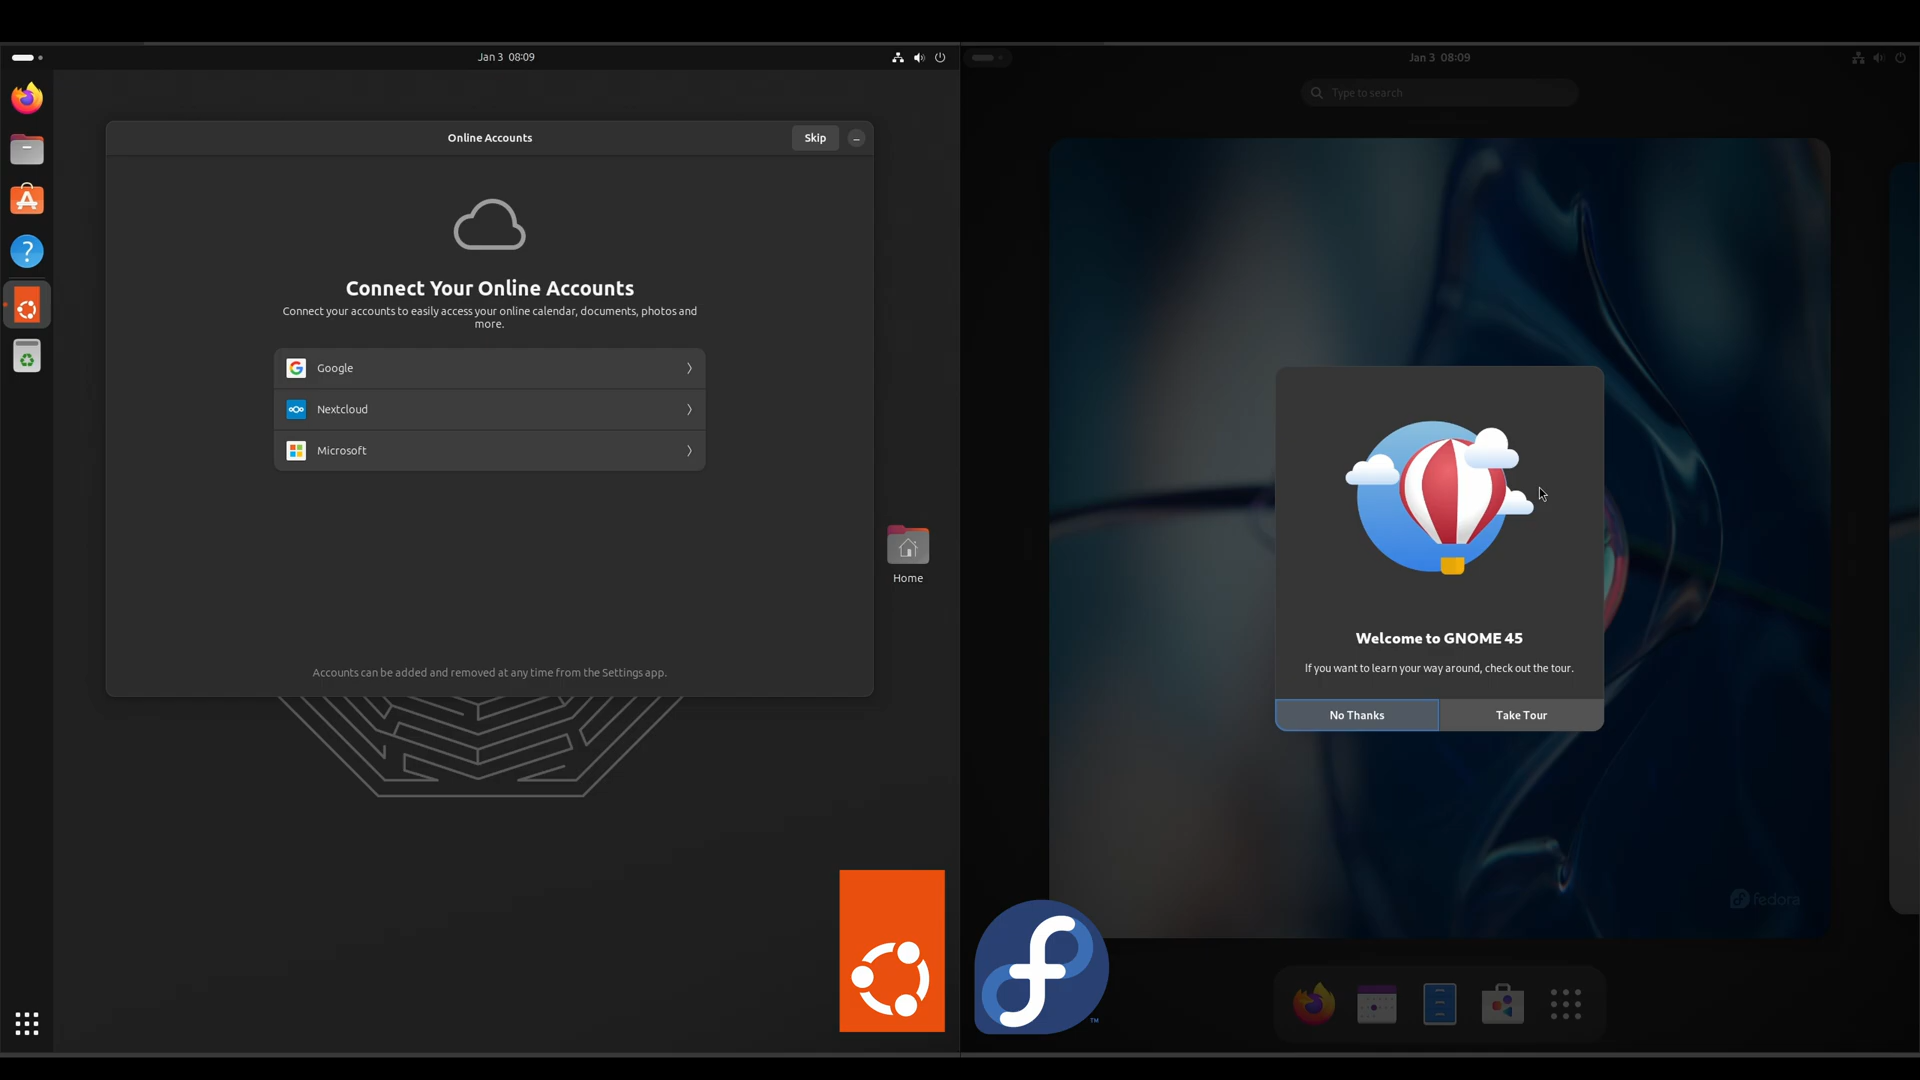 Jan 3 08:09
Online Accounts
Skip
Connect Your Online Accounts
Connect your accounts to easily access your online calendar, documents, photos and
more.
Google
Nextcloud
Microsoft
Accounts can be added and removed at any time from the Settings app.
Home
Jan 3 08:09
Type to search
Welcome to GNOME 45
If you want to learn your way around, check out the tour.
No Thanks
Take Tour
fedora
TM